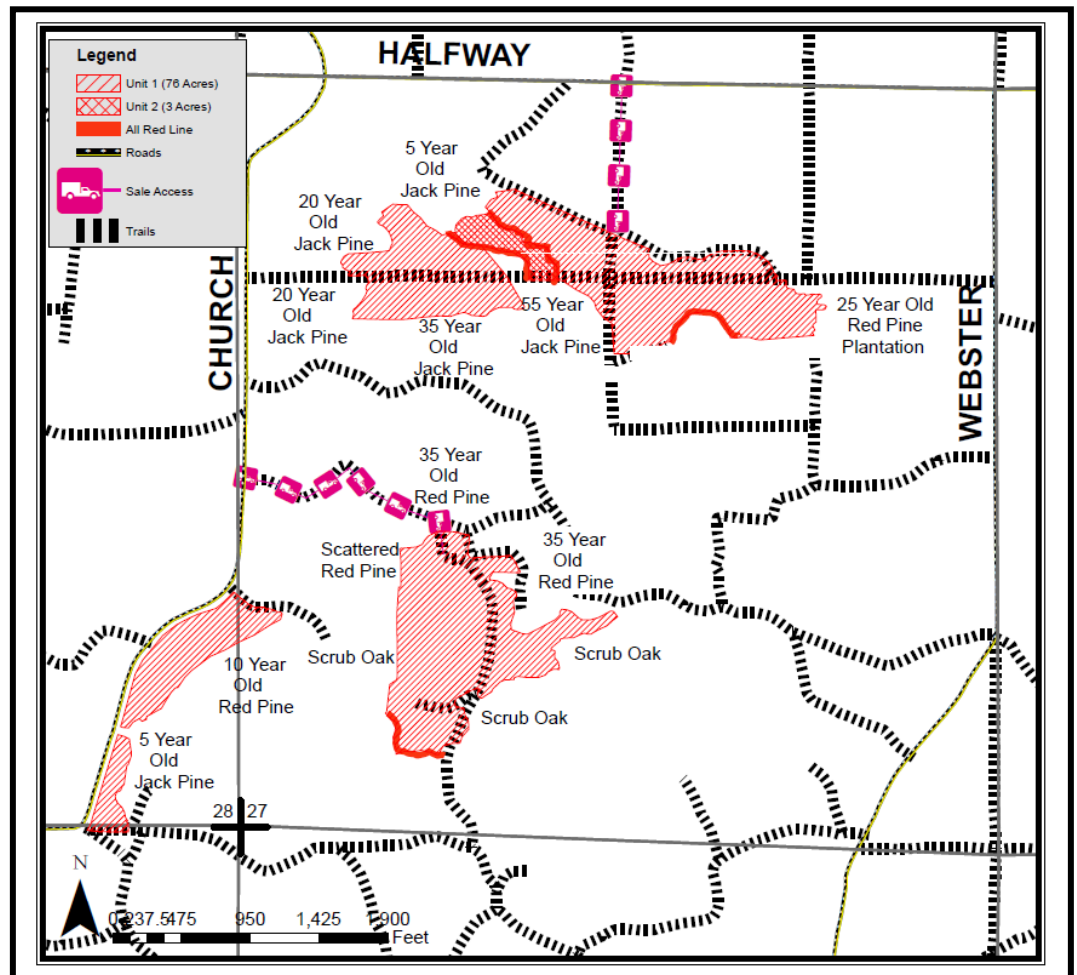 HALFWAY
Legend
Unit 1 (76 Acres)
Unit 2 (3 Acres)
All Red Line
Roads
Sale Access
Trails
5 Year
Old
Jack Pine
20 Year
Old
Jack Pine
CHURCH
20 Year
Old
Jack Pine
35 Year
Old
Jack Pine
55 Year
Old
Jack Pine
25 Year Old
Red Pine
Plantation
WEBSTER
35 Year
Old
Red Pine
Scattered
Red Pine
35 Year
Old
Red Pine
Scrub Oak
Scrub Oak
10 Year
Old
Red Pine
Scrub Oak
5 Year
Old
Jack Pine
28 27
N
0 237.5 475 950 1,425 1,900
Feet